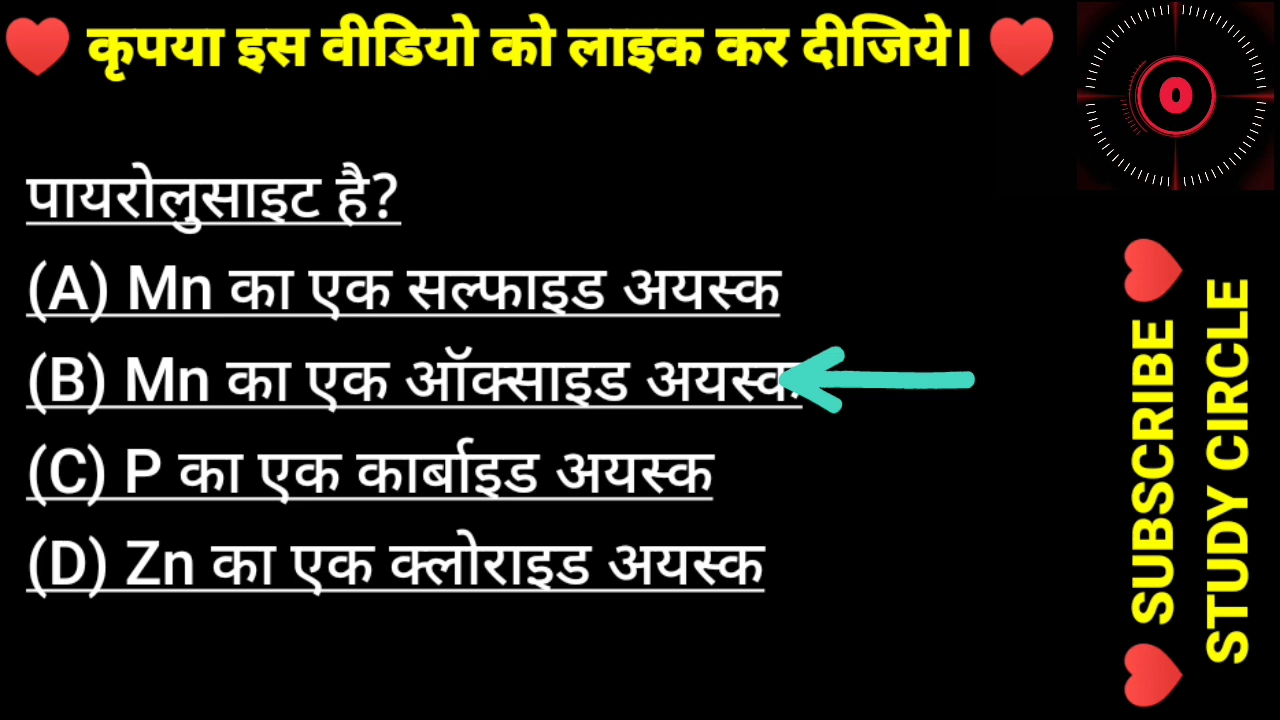 कृपया इस वीडियो को लाइक कर दीजिये।
0
पायरोलुसाइट है?
(A) Mn का एक सल्फाइड अयस्क
(B) Mn का एक ऑक्साइड अयस्क
(C) P का एक कार्बाइड अयस्क
(D) Zn का एक क्लोराइड अयस्क
SUBSCRIBE
STUDY CIRCLE